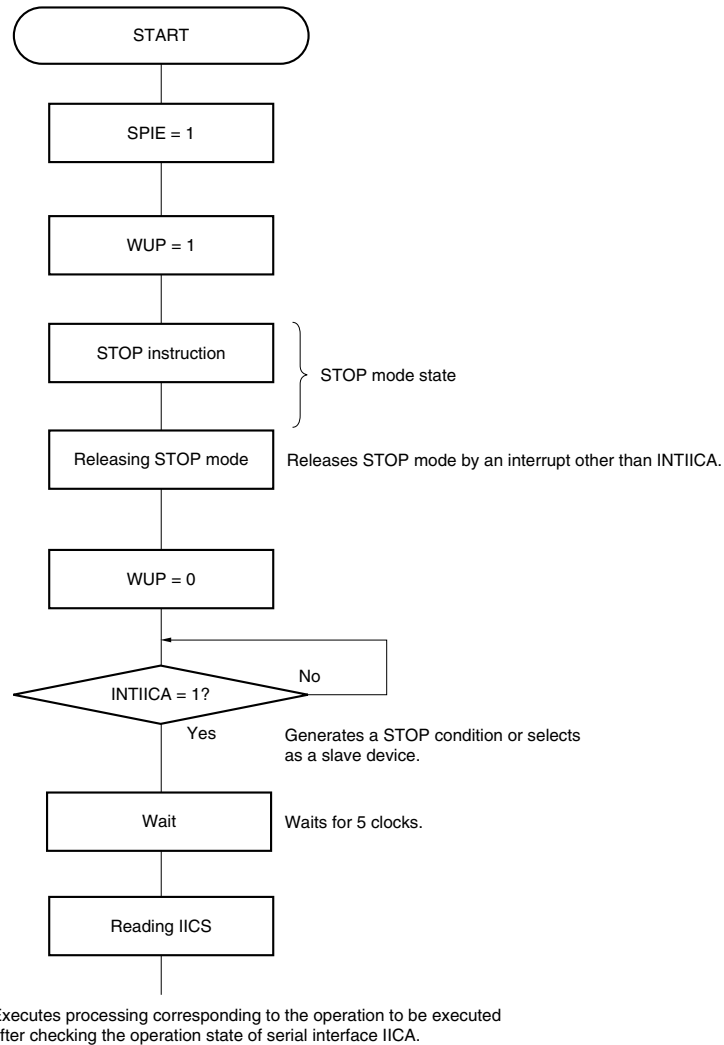 START
SPIE = 1
WUP = 1
STOP instruction
STOP mode state
Releasing STOP mode
Releases STOP mode by an interrupt other than INTIICA.
WUP = 0
No
INTIICA = 1?
Yes
Generates a STOP condition or selects
as a slave device.
Wait
Waits for 5 clocks.
Reading IICS
Executes processing corresponding to the operation to be executed
after checking the operation state of serial interface IICA.